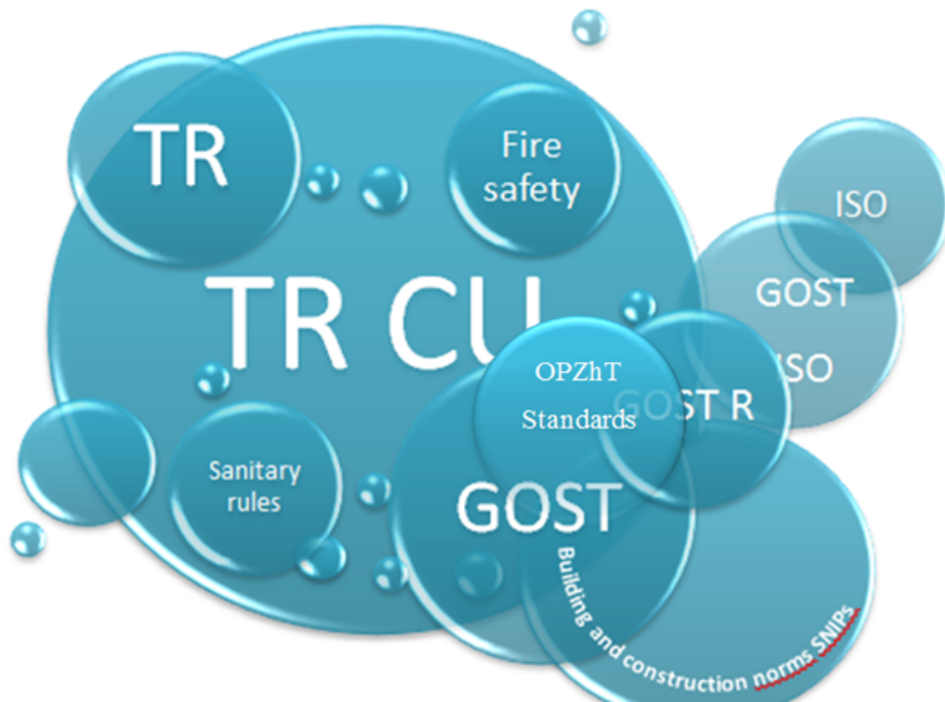 TR
Fire
safety
ISO
TR CU
GOST
ISO
OPZhT
Standards
GOST R
Sanitary
rules
GOST
Building and construction norms SNIPs